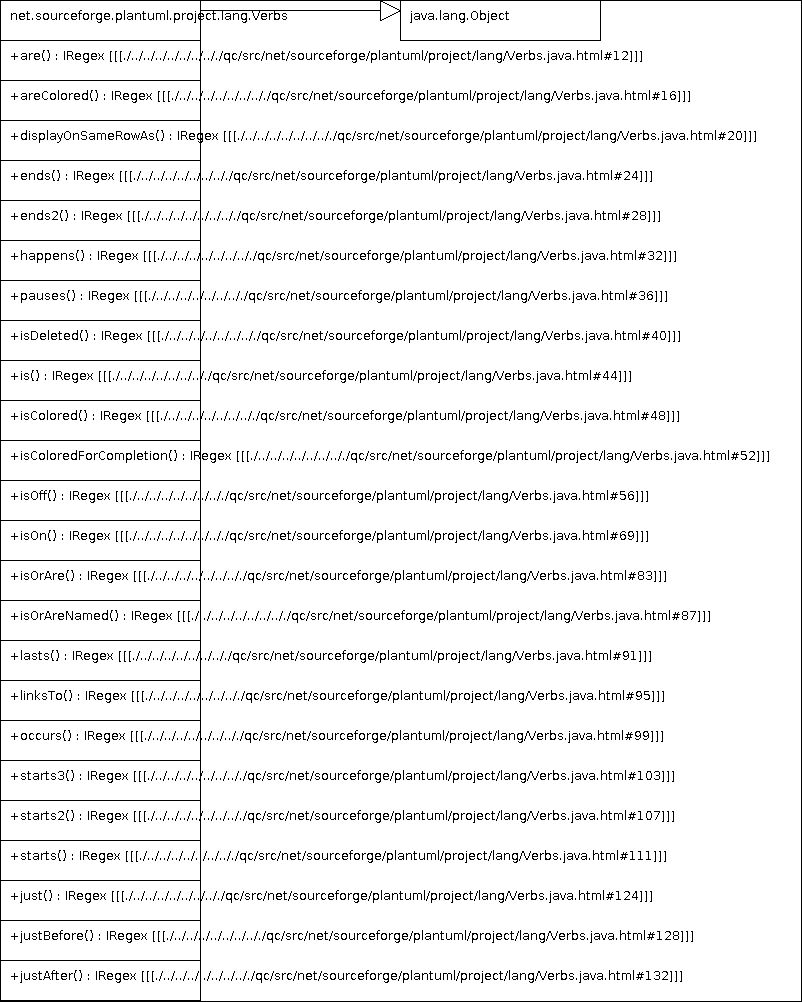 net.sourceforge.plantuml.project.lang.Verbs
java.lang.Object
+are() : IRegex [[[./../../../../../../../qc/src/net/sourceforge/plantuml/project/lang/Verbs.java.html#12]]]
+areColored() : IRegex [[[./../../../../../../../qc/src/net/sourceforge/plantuml/project/lang/Verbs.java.html#16]]]
+displayOnSameRowAs() : IRegex [[[./../../../../../../../qc/src/net/sourceforge/plantuml/project/lang/Verbs.java.html#20]]]
+ends() : IRegex [[[./../../../../../../../qc/src/net/sourceforge/plantuml/project/lang/Verbs.java.html#24]]]
+ends2() : IRegex [[[./../../../../../../../qc/src/net/sourceforge/plantuml/project/lang/Verbs.java.html#28]]]
+happens() : IRegex [[[./../../../../../../../qc/src/net/sourceforge/plantuml/project/lang/Verbs.java.html#32]]]
+pauses() : IRegex [[[./../../../../../../../qc/src/net/sourceforge/plantuml/project/lang/Verbs.java.html#36]]]
+isDeleted() : IRegex [[[./../../../../../../../qc/src/net/sourceforge/plantuml/project/lang/Verbs.java.html#40]]]
+is() : IRegex [[[./../../../../../../../qc/src/net/sourceforge/plantuml/project/lang/Verbs.java.html#44]]]
+isColored() : IRegex [[[./../../../../../../../qc/src/net/sourceforge/plantuml/project/lang/Verbs.java.html#48]]]
+isColoredForCompletion() : IRegex [[[./../../../../../../../qc/src/net/sourceforge/plantuml/project/lang/Verbs.java.html#52]]]
+isOff() : IRegex [[[./../../../../../../../qc/src/net/sourceforge/plantuml/project/lang/Verbs.java.html#56]]]
+isOn() : IRegex [[[./../../../../../../../qc/src/net/sourceforge/plantuml/project/lang/Verbs.java.html#69]]]
+isOrAre() : IRegex [[[./../../../../../../../qc/src/net/sourceforge/plantuml/project/lang/Verbs.java.html#83]]]
+isOrAreNamed() : IRegex [[[./../../../../../../../qc/src/net/sourceforge/plantuml/project/lang/Verbs.java.html#87]]]
+lasts() : IRegex [[[./../../../../../../../qc/src/net/sourceforge/plantuml/project/lang/Verbs.java.html#91]]]
+linksTo() : IRegex [[[./../../../../../../../qc/src/net/sourceforge/plantuml/project/lang/Verbs.java.html#95]]]
+occurs() : IRegex [[[./../../../../../../../qc/src/net/sourceforge/plantuml/project/lang/Verbs.java.html#99]]]
+starts3() : IRegex [[[./../../../../../../../qc/src/net/sourceforge/plantuml/project/lang/Verbs.java.html#103]]]
+starts2() : IRegex [[[./../../../../../../../qc/src/net/sourceforge/plantuml/project/lang/Verbs.java.html#107]]]
+starts() : IRegex [[[./../../../../../../../qc/src/net/sourceforge/plantuml/project/lang/Verbs.java.html#111]]]
+just() : IRegex [[[./../../../../../../../qc/src/net/sourceforge/plantuml/project/lang/Verbs.java.html#124]]]
+justBefore() : IRegex [[[./../../../../../../../qc/src/net/sourceforge/plantuml/project/lang/Verbs.java.html#128]]]
+justAfter() : IRegex [[[./../../../../../../../qc/src/net/sourceforge/plantuml/project/lang/Verbs.java.html#132]]]